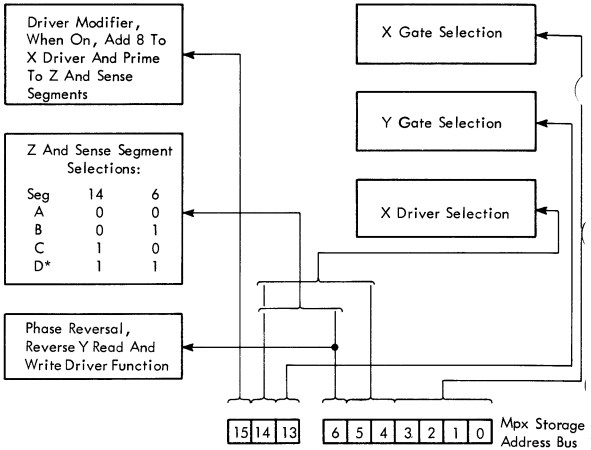 Driver Modifier,
When On, Add 8 To
X Driver And Prime
To Z And Sense
Segments
X Gate Selection
Y Gate Selection
Z And Sense Segment
Selections:
Seg 14 6
A 0 0
B 0 1
C 1 0
D* 1 1
X Driver Selection
Phase Reversal,
Reverse Y Read And
Write Driver Function
15 14 13 6 5 4 3 2 1 0
Mpx Storage
Address Bus